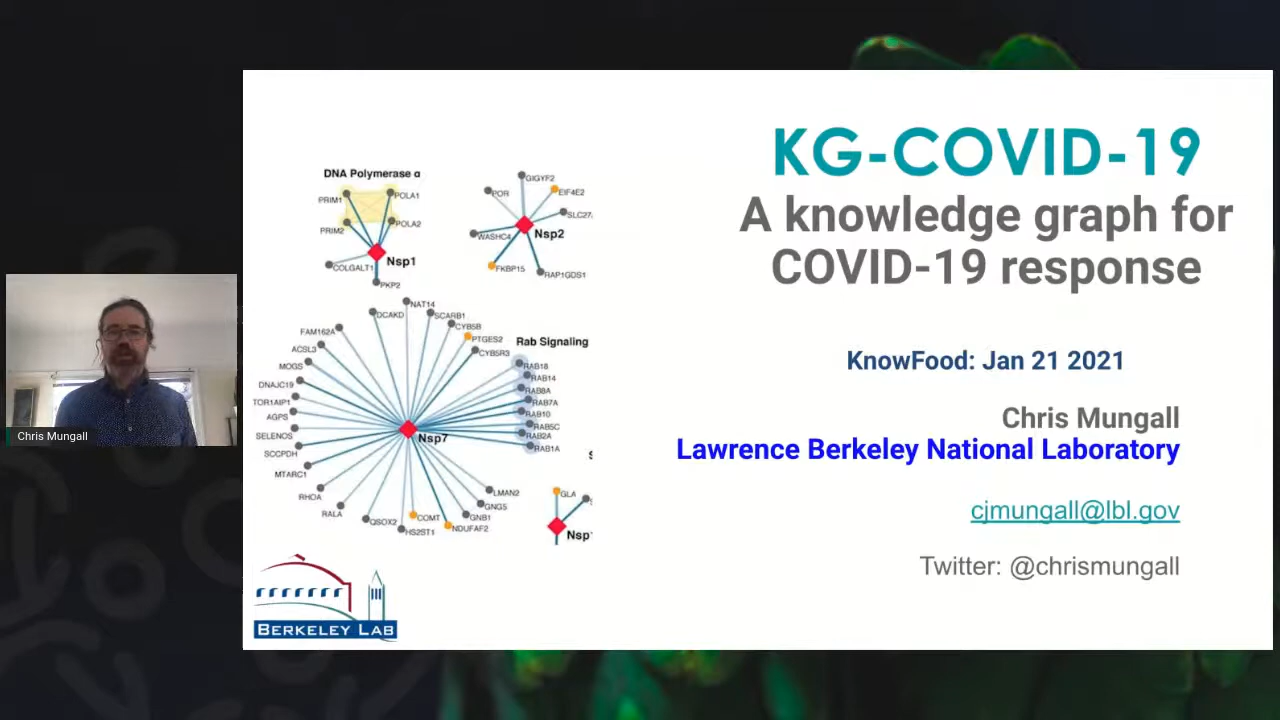 KG-COVID-19
A knowledge graph for
COVID-19 response
KnowFood: Jan 21 2021
Chris Mungall
Lawrence Berkeley National Laboratory
cjmungall@lbl.gov
Twitter: @chrismungall
DNA Polymerase α
PRIM1
POLA1
PRIM2
POLA2
Nsp1
COLGALT1
PKP2
GIGYF2
POR
EIF4E2
SLC27
WASHC4
Nsp2
FKBP15
RAP1GDS1
NAT14
DCAKD
SCARB1
FAM162A
CYB5B
ACSL3
PTGES2
MOGS
CYB5R3
DNAJC19
TOR1AIP1
AGPS
SELENOS
SCCPDH
MTARC1
RHOA
RALA
QSOX2
HS2ST1
COMT
NDUFAF2
GNB1
GNG5
LMAN2
Nsp7
Rab Signaling
RAB18
RAB14
RAB8A
RAB7A
RAB10
RAB5C
RAB2A
RAB1A
GLA
Nsp
BERKELEY LAB
Chris Mungall